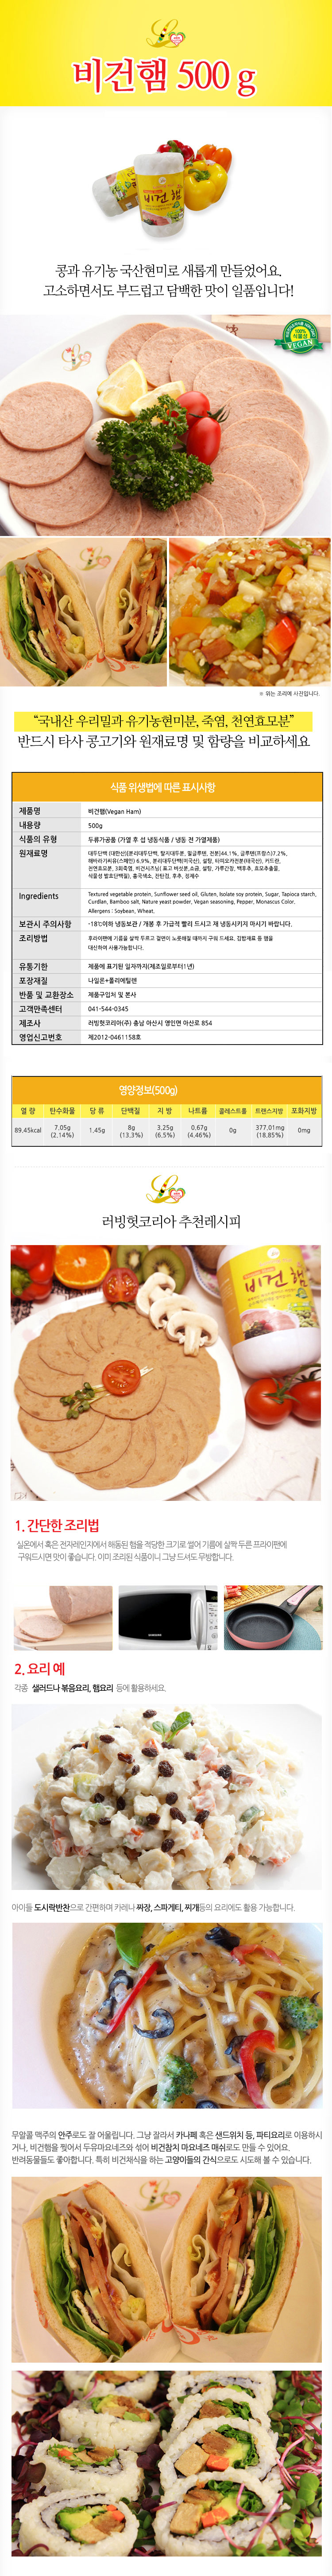 비건햄 500 g
콩과 유기농 국산현미로 새롭게 만들었어요.
고소하면서도 부드럽고 담백한 맛이 일품입니다!
100%
식물성
VEGAN
※ 위는 조리예 사진입니다.
“국내산 우리밀과 유기농현미분, 죽염, 천연효모분”
반드시 타사 콩고기와 원재료명 및 함량을 비교하세요
식품 위생법에 따른 표시사항
제품명 비건햄(Vegan Ham)
내용량 500g
식품의 유형 두류가공품 (가열 후 섭 냉동식품 / 냉동 전 가열제품)
원재료명 대두단백 (대한산)[분리대두단백, 탈지대두분, 밀글루텐, 전분]44.1%, 글루텐(프랑스)7.2%,
해바라기씨유(스페인) 6.9%, 분리대두단백(미국산), 설탕, 타피오카전분(태국산), 카드란,
천연효모분, 3회죽염, 비건시즈닝( 표고 버섯분,소금, 설탕, 가루간장, 백후추, 효모추출물,
식물성 발효단백질), 홍국색소, 잔탄검, 후추, 정제수
Ingredients Textured vegetable protein, Sunflower seed oil, Gluten, Isolate soy protein, Sugar, Tapioca starch,
Curdlan, Bamboo salt, Nature yeast powder, Vegan seasoning, Pepper, Monascus Color.
Allergens : Soybean, Wheat.
보관시 주의사항 -18℃이하 냉동보관 / 개봉 후 가급적 빨리 드시고 재 냉동시키지 마시기 바랍니다.
조리방법 후라이팬에 기름을 살짝 두르고 겉면이 노릇해질 때까지 구워 드세요. 김밥재료 등 햄을
대신하여 사용가능합니다.
유통기한 제품에 표기된 일자까지(제조일로부터1년)
포장재질 나일론+폴리에틸렌
반품 및 교환장소 제품구입처 및 본사
고객만족센터 041-544-0345
제조사 러빙헛코리아(주) 충남 아산시 영인면 아산로 854
영업신고번호 제2012-0461158호
영양정보(500g)
열 량 탄수화물 당 류 단백질 지 방 나트륨 콜레스트롤 트랜스지방 포화지방
89.45kcal 7.05g (2.14%) 1.45g 8g (13.3%) 3.25g (6.5%) 0.67g (4.46%) 0g 377.01mg (18.85%) 0mg
러빙헛코리아 추천레시피
비건햄
1. 간단한 조리법
실온에서 혹은 전자레인지에서 해동된 햄을 적당한 크기로 썰어 기름에 살짝 두른 프라이팬에
구워드시면 맛이 좋습니다. 이미 조리된 식품이니 그냥 드셔도 무방합니다.
2. 요리 예
각종 샐러드나 볶음요리, 햄요리 등에 활용하세요.
아이들 도시락반찬으로 간편하며 카레나 짜장, 스파게티, 찌개등의 요리에도 활용 가능합니다.
무알콜 맥주의 안주로도 잘 어울립니다. 그냥 잘라서 카나페 혹은 샌드위치 등, 파티요리로 이용하시
거나, 비건햄을 찢어서 두유마요네즈와 섞어 비건참치 마요네즈 매쉬로도 만들 수 있어요.
반려동물들도 좋아합니다. 특히 비건채식을 하는 고양이들의 간식으로도 시도해 볼 수 있습니다.